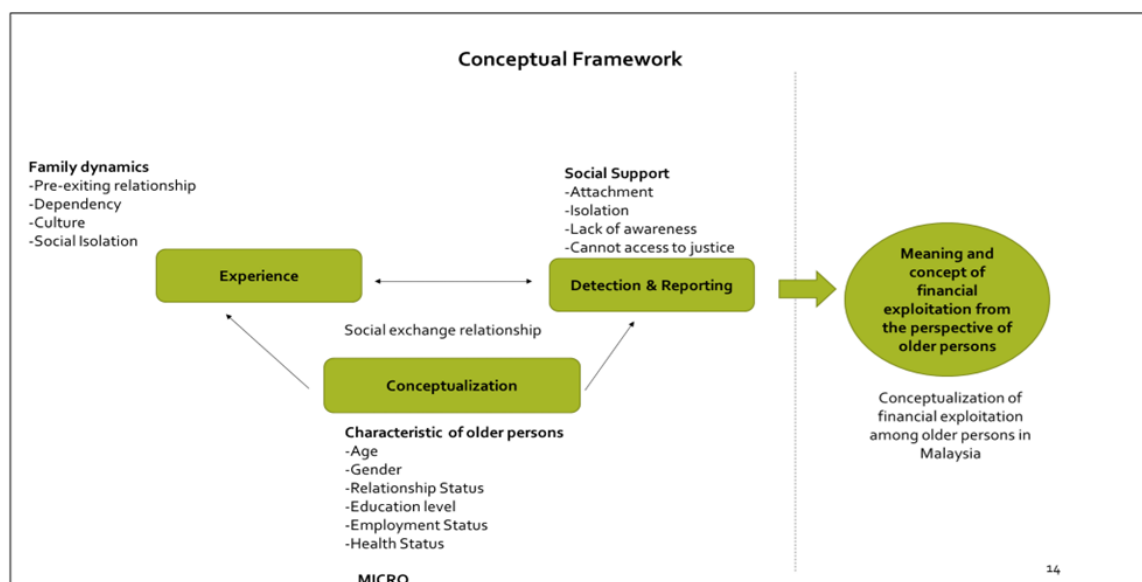 Conceptual Framework
Family dynamics
-Pre-exiting relationship
-Dependency
-Culture
-Social Isolation
Experience
Social Support
-Attachment
-Isolation
-Lack of awareness
-Cannot access to justice
Detection & Reporting
Social exchange relationship
Conceptualization
Characteristic of older persons
-Age
-Gender
-Relationship Status
-Education level
-Employment Status
-Health Status
MICRO
Meaning and
concept of
financial
exploitation from
the perspective of
older persons
Conceptualization of
financial exploitation
among older persons in
Malaysia
14